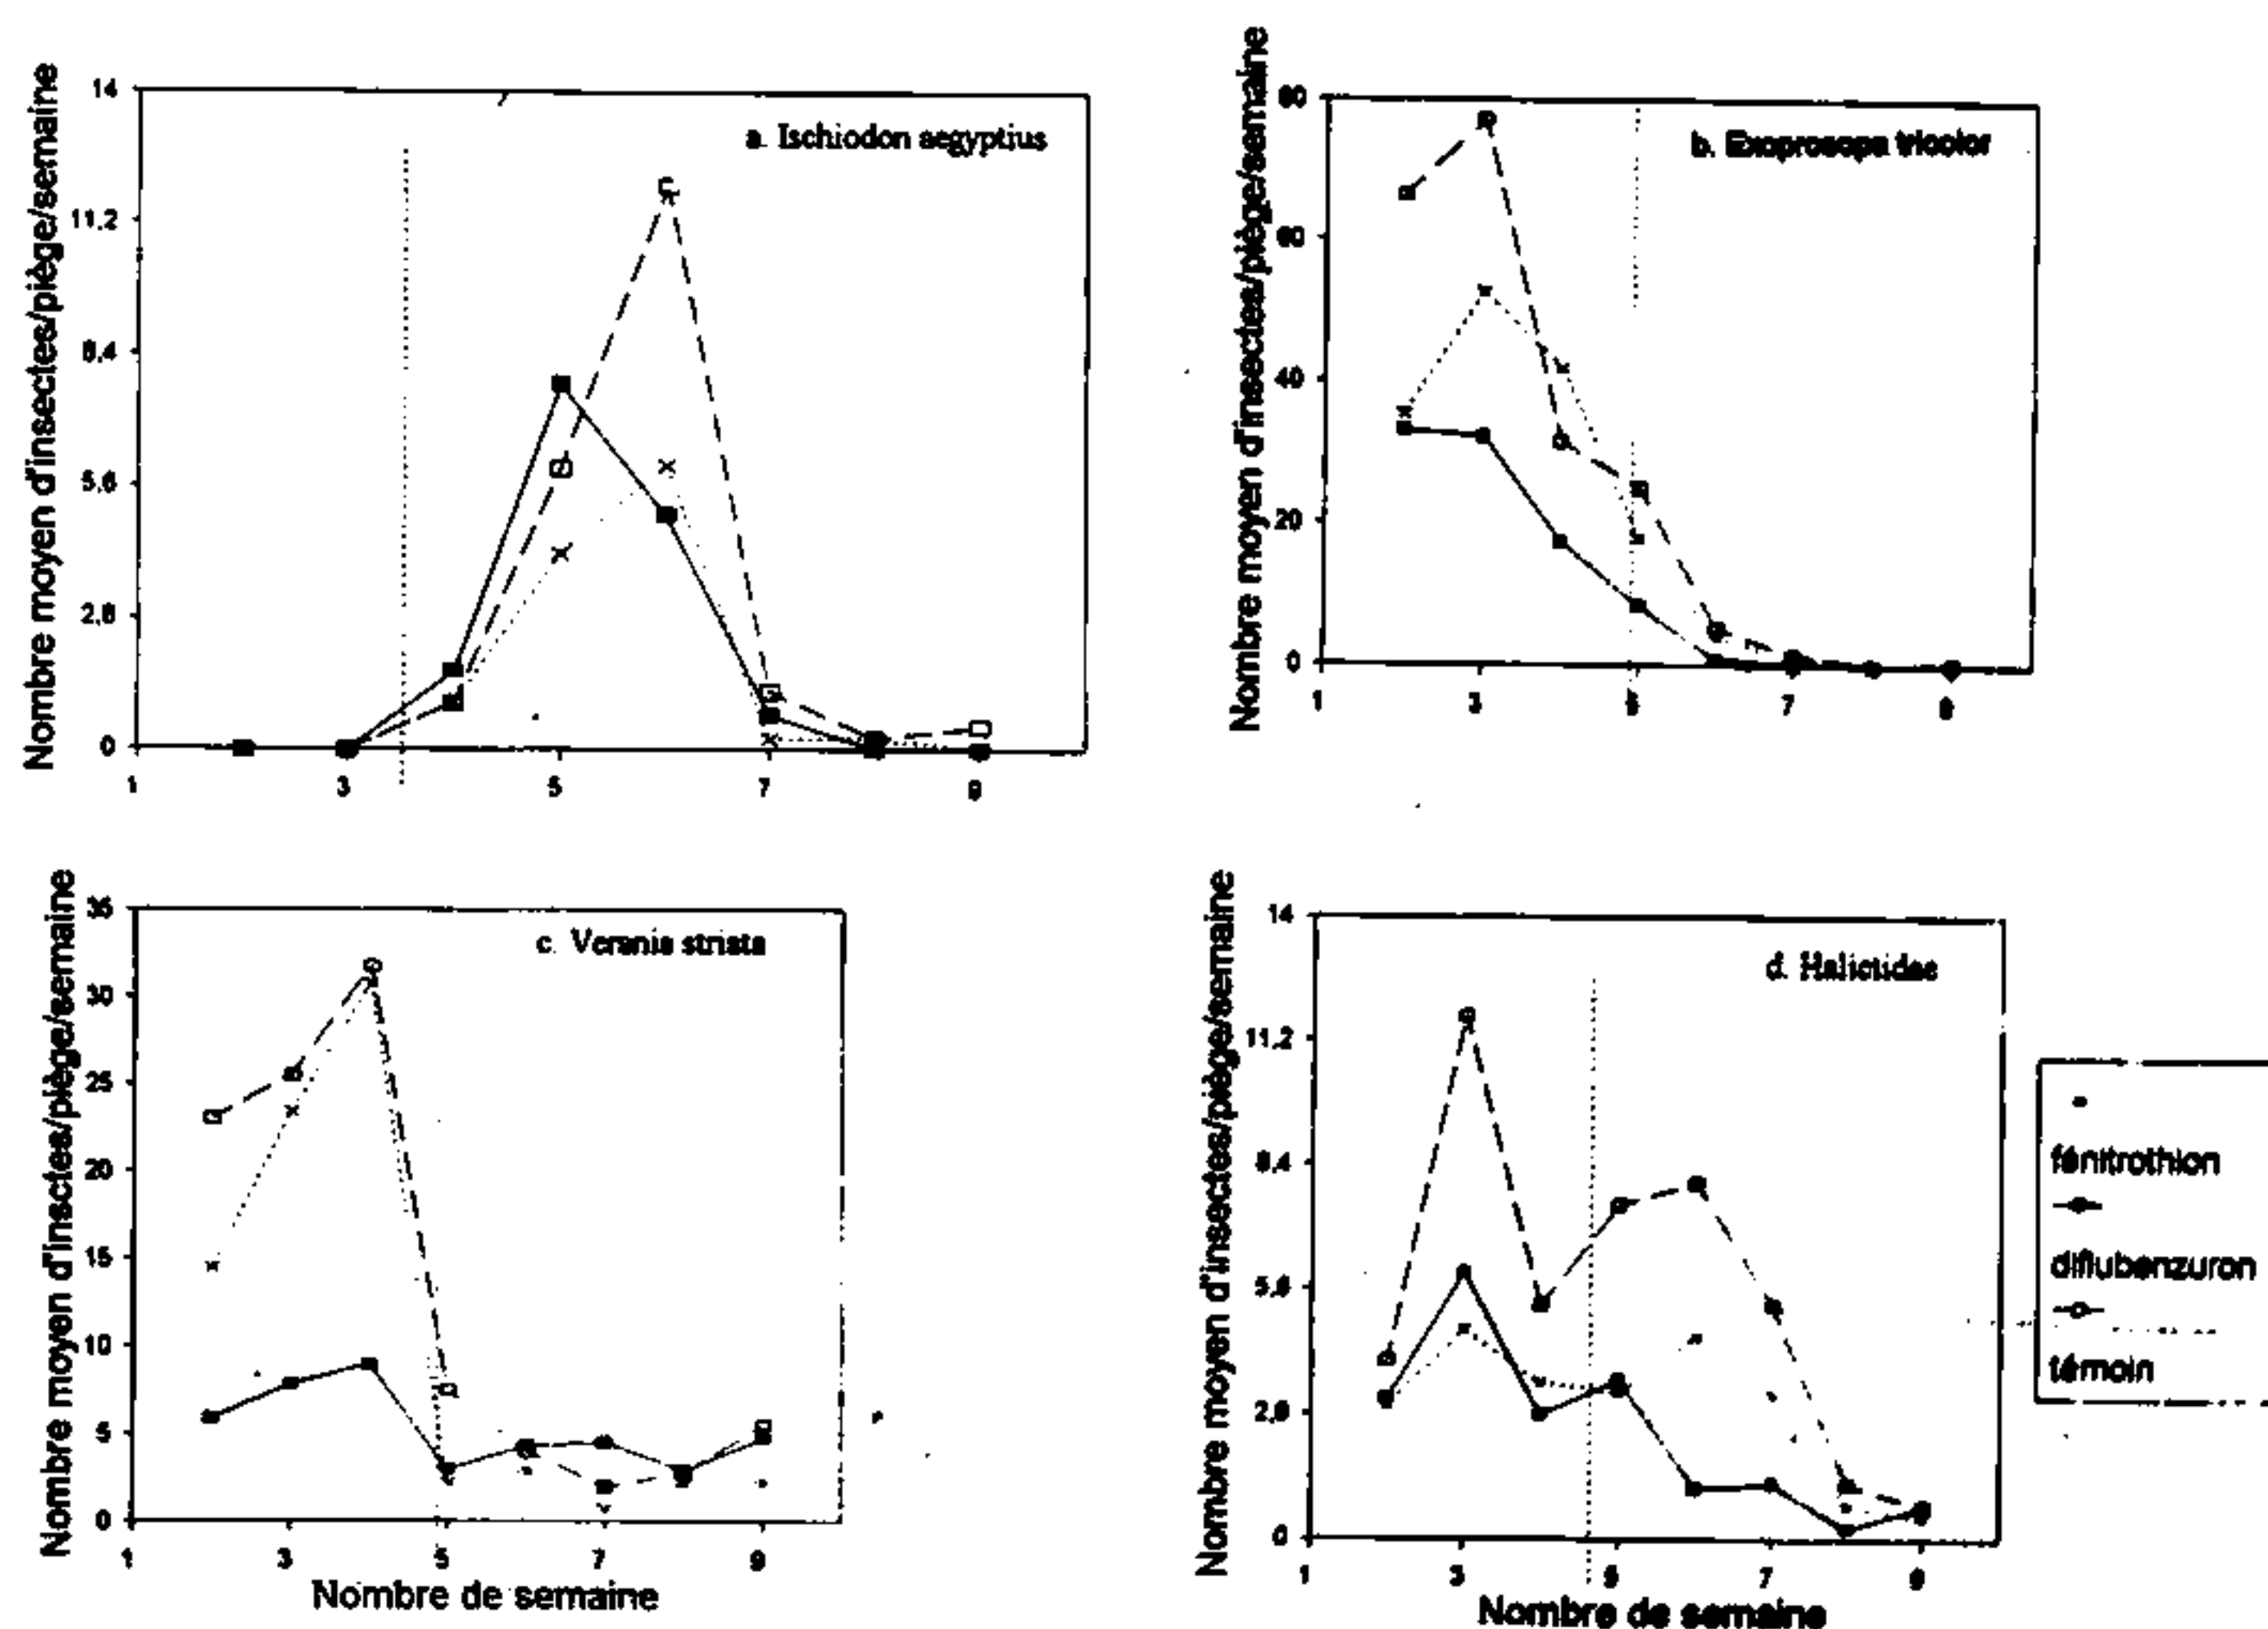 Nombre moyen d'insectes/piège/semaine
a. Ischiodon aegyptius
14
11,2
8,4
5,6
2,8
0
1 3 5 7 9
Nombre moyen d'insectes/piège/semaine
b. Exoprosopa tricolor
80
60
40
20
0
1 3 5 7 9
Nombre moyen d'insectes/piège/semaine
c. Verania striata
35
30
25
20
15
10
5
0
1 3 5 7 9
Nombre de semaine
Nombre moyen d'insectes/piège/semaine
d. Halictidae
14
11,2
8,4
5,6
2,8
0
1 3 5 7 9
Nombre de semaine
fénitrothion
diflubenzuron
témoin